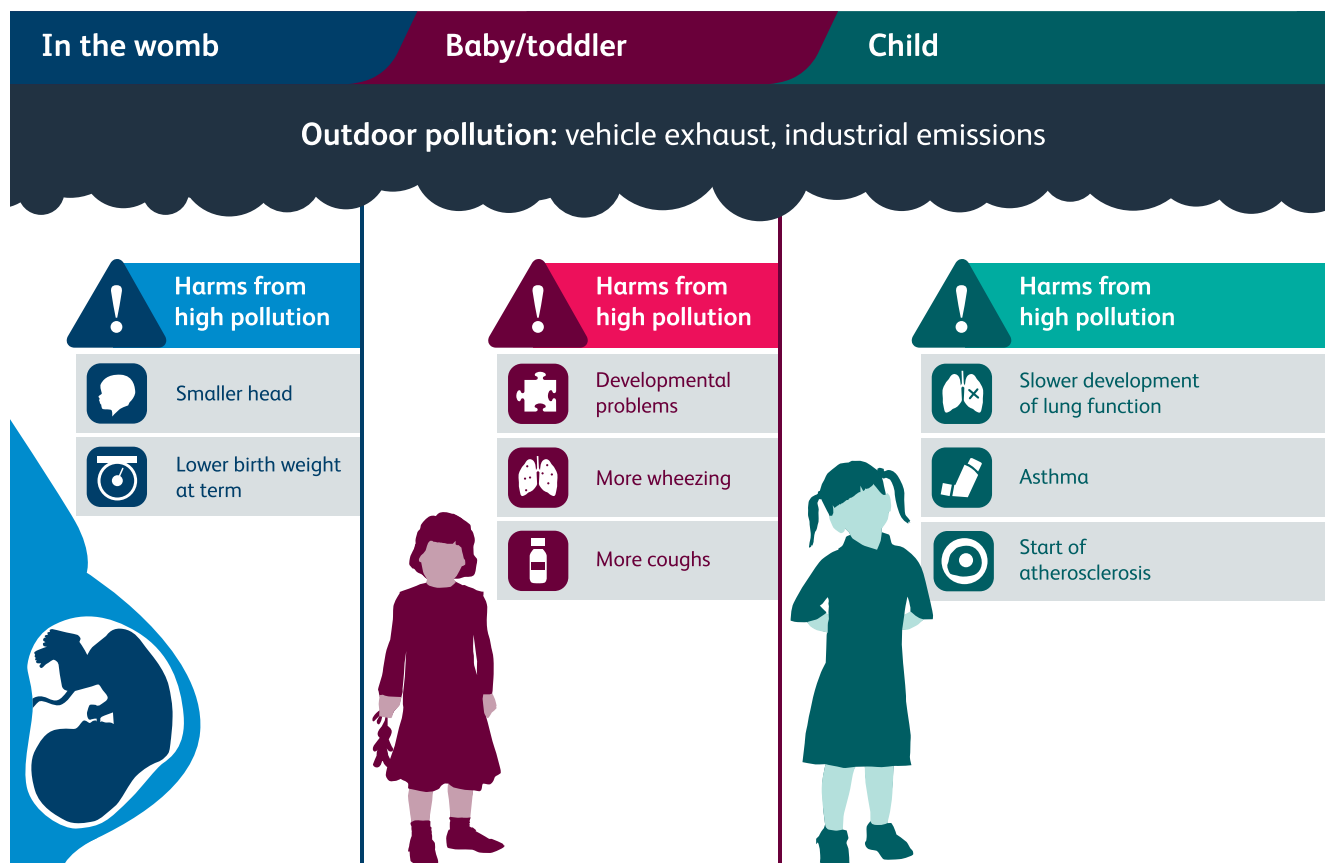 In the womb
Baby/toddler
Child
Outdoor pollution: vehicle exhaust, industrial emissions
Harms from
high pollution
Smaller head
Lower birth weight
at term
Harms from
high pollution
Developmental
problems
More wheezing
More coughs
Harms from
high pollution
Slower development
of lung function
Asthma
Start of
atherosclerosis